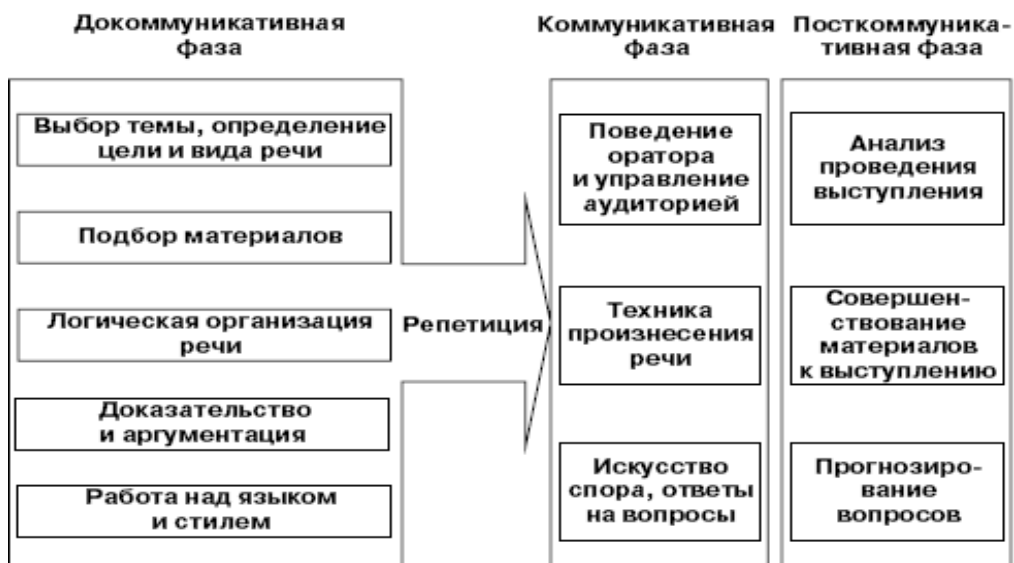 Докоммуникативная
фаза
Выбор темы, определение
цели и вида речи
Подбор материалов
Логическая организация
речи
Доказательство
и аргументация
Работа над языком
и стилем
Репетиция
Коммуникативная
фаза
Поведение
оратора
и управление
аудиторией
Техника
произнесения
речи
Искусство
спора, ответы
на вопросы
Посткоммуника-
тивная фаза
Анализ
проведения
выступления
Совершен-
ствование
материалов
к выступлению
Прогнозиро-
вание
вопросов